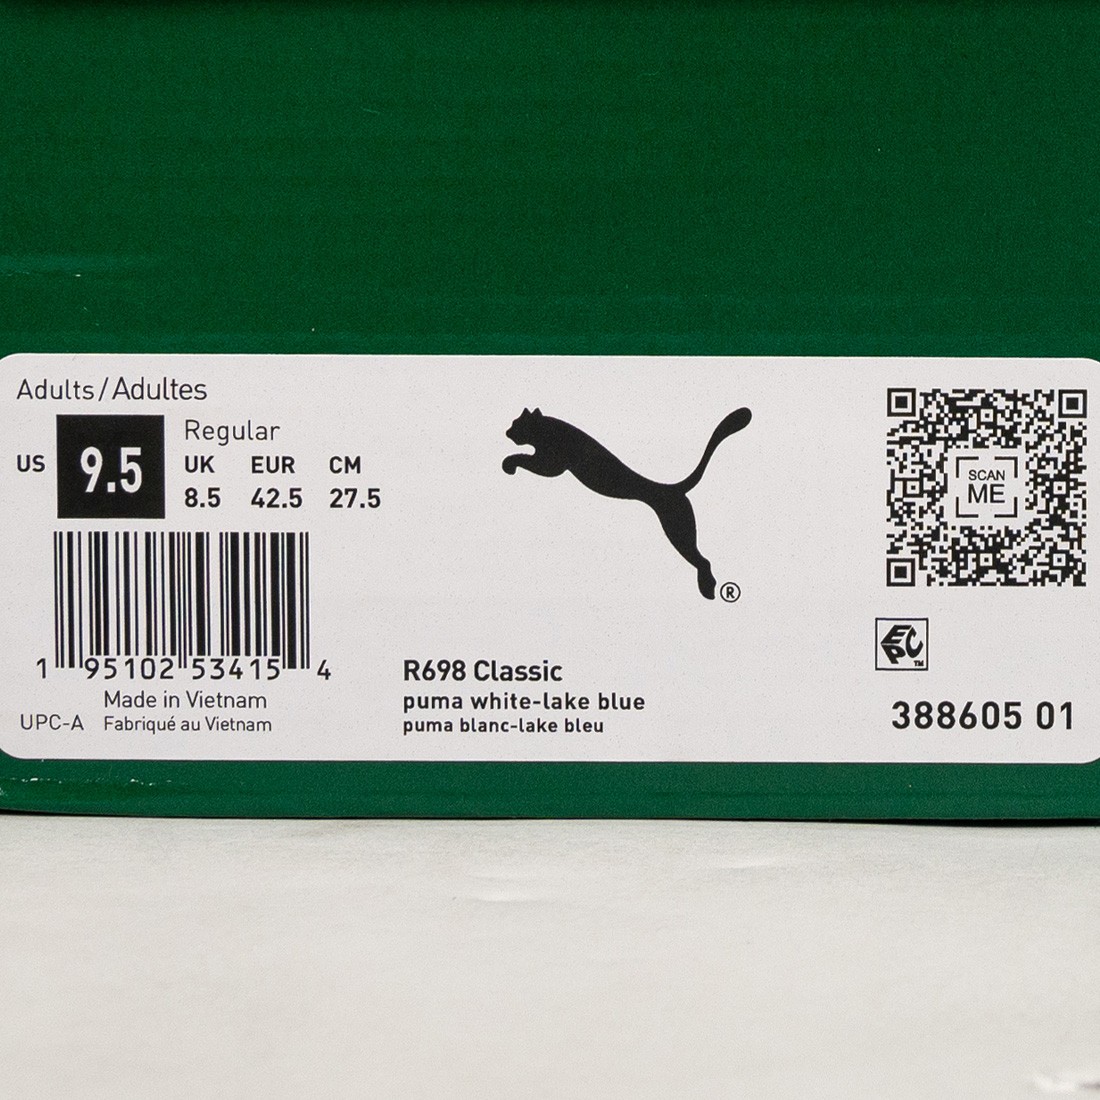 Adults/Adultes
US 9.5
Regular
UK EUR CM
8.5 42.5 27.5
SCAN
ME
1 95102 53415 4
Made in Vietnam
UPC-A Fabriqué au Vietnam
®
R698 Classic
puma white-lake blue
puma blanc-lake bleu
EPC™
388605 01